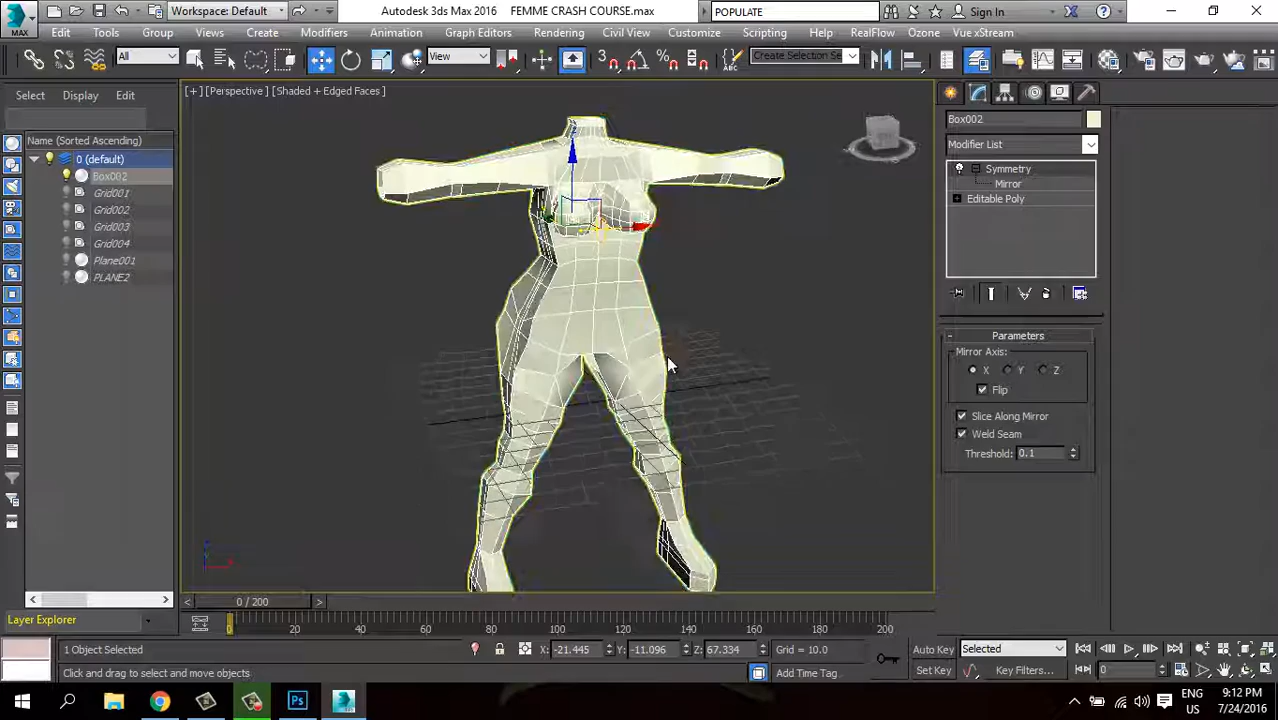 Autodesk 3ds Max 2016 FEMME CRASH COURSE.max
Workspace: Default
POPULATE
Sign In
MAX
Edit Tools Group Views Create Modifiers Animation Graph Editors Rendering Civil View Customize Scripting Help RealFlow Ozone Vue xStream
All
View
Create Selection Se
Select Display Edit
Name (Sorted Ascending)
0 (default)
Box002
Grid001
Grid002
Grid003
Grid004
Plane001
PLANE2
Layer Explorer
[+] [Perspective] [Shaded + Edged Faces]
Box002
Modifier List
Symmetry
Mirror
Editable Poly
Parameters
Mirror Axis:
X Y Z
Flip
Slice Along Mirror
Weld Seam
Threshold: 0.1
0 / 200
0 20 40 60 80 100 120 140 160 180 200
1 Object Selected
X: -21.445 Y: -11.096 Z: 67.334 Grid = 10.0
Auto Key Selected
Click and drag to select and move objects
Add Time Tag
Set Key Key Filters...
0
ENG
US
9:12 PM
7/24/2016